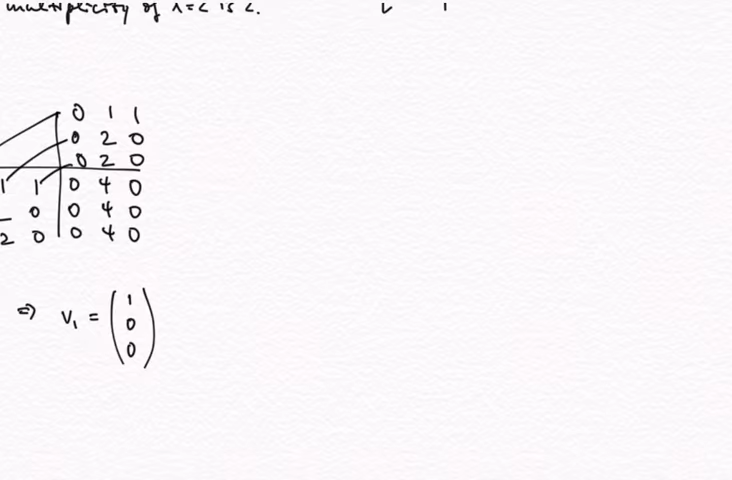 multiplicity of λ=2 is 2.
0 1 1
0 2 0
0 2 0
1 1 0 4 0
0 0 4 0
2 0 0 4 0
⇒ V₁ = (1 0 0)